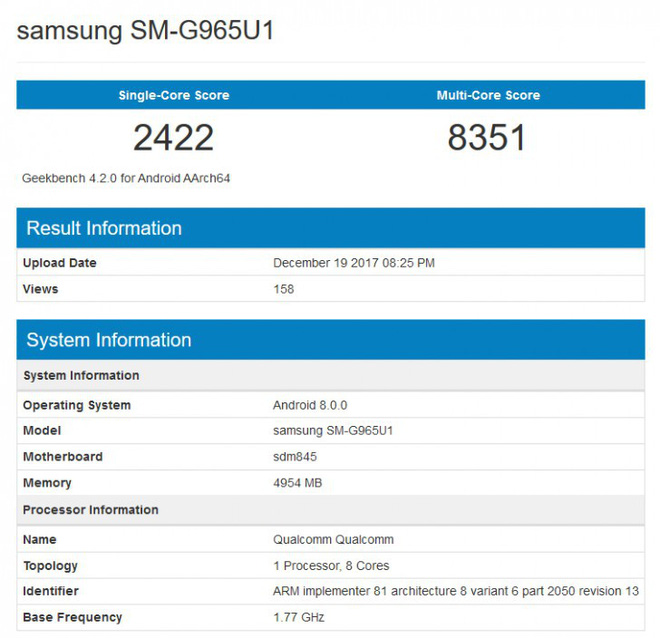 samsung SM-G965U1
Single-Core Score Multi-Core Score
2422 8351
Geekbench 4.2.0 for Android AArch64
Result Information
Upload Date December 19 2017 08:25 PM
Views 158
System Information
System Information
Operating System Android 8.0.0
Model samsung SM-G965U1
Motherboard sdm845
Memory 4954 MB
Processor Information
Name Qualcomm Qualcomm
Topology 1 Processor, 8 Cores
Identifier ARM implementer 81 architecture 8 variant 6 part 2050 revision 13
Base Frequency 1.77 GHz